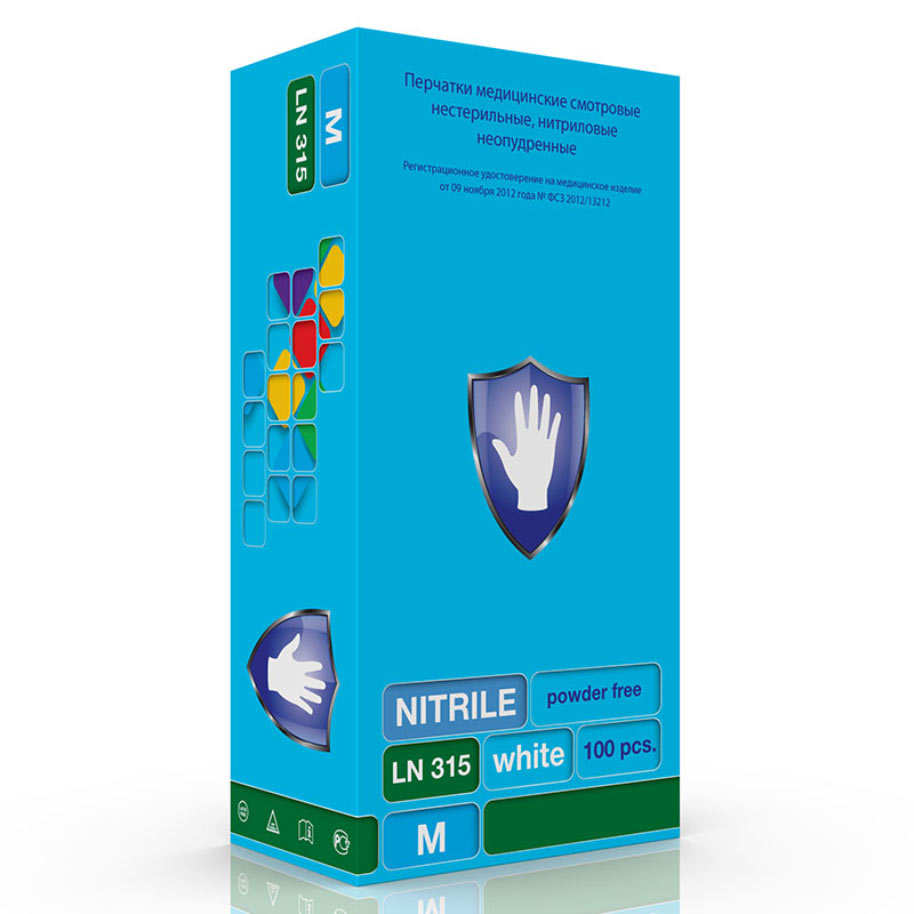 Перчатки медицинские смотровые
нестерильные, нитриловые
неопудренные
Регистрационное удостоверение на медицинское изделие
от 09 ноября 2012 года № ФСЗ 2012/13212
M
LN 315
NITRILE
powder free
LN 315
white
100 pcs.
M